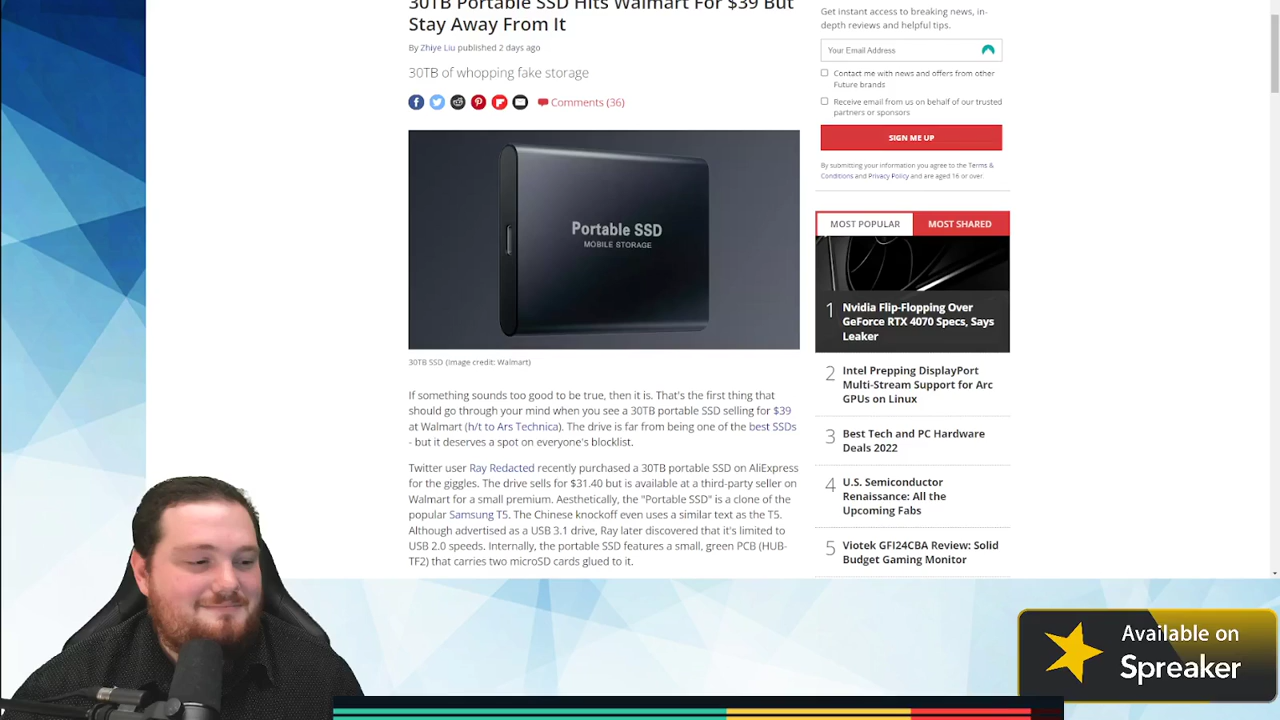 30TB Portable SSD Hits Walmart For $39 But
Stay Away From It
By Zhiye Liu published 2 days ago
30TB of whopping fake storage
Comments (36)
Portable SSD
MOBILE STORAGE
30TB SSD (Image credit: Walmart)
If something sounds too good to be true, then it is. That's the first thing that
should go through your mind when you see a 30TB portable SSD selling for $39
at Walmart (h/t to Ars Technica). The drive is far from being one of the best SSDs
- but it deserves a spot on everyone's blocklist.
Twitter user Ray Redacted recently purchased a 30TB portable SSD on AliExpress
for the giggles. The drive sells for $31.40 but is available at a third-party seller on
Walmart for a small premium. Aesthetically, the "Portable SSD" is a clone of the
popular Samsung T5. The Chinese knockoff even uses a similar text as the T5.
Although advertised as a USB 3.1 drive, Ray later discovered that it's limited to
USB 2.0 speeds. Internally, the portable SSD features a small, green PCB (HUB-
TF2) that carries two microSD cards glued to it.
Get instant access to breaking news, in-
depth reviews and helpful tips.
Your Email Address
Contact me with news and offers from other
Future brands
Receive email from us on behalf of our trusted
partners or sponsors
SIGN ME UP
By submitting your information you agree to the Terms &
Conditions and Privacy Policy and are aged 16 or over.
MOST POPULAR
MOST SHARED
1 Nvidia Flip-Flopping Over
GeForce RTX 4070 Specs, Says
Leaker
2 Intel Prepping DisplayPort
Multi-Stream Support for Arc
GPUs on Linux
3 Best Tech and PC Hardware
Deals 2022
4 U.S. Semiconductor
Renaissance: All the
Upcoming Fabs
5 Viotek GFI24CBA Review: Solid
Budget Gaming Monitor
Available on
Spreaker